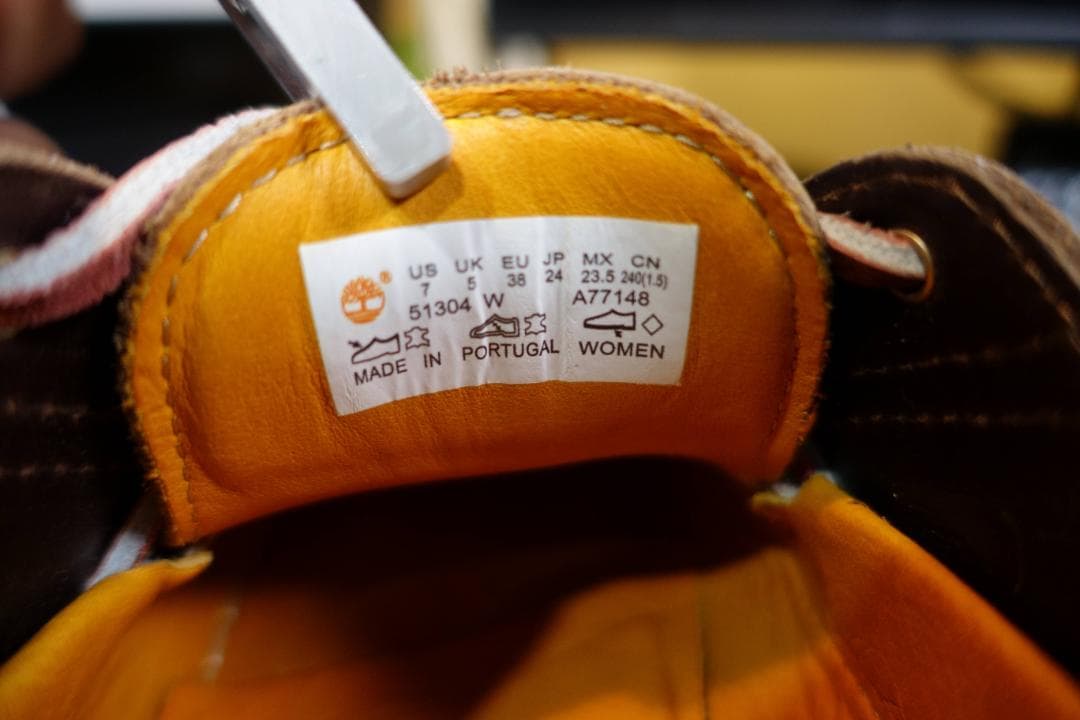 ® US UK EU JP MX CN
7 5 38 24 23.5 240(1.5)
51304 W A77148
MADE IN PORTUGAL WOMEN